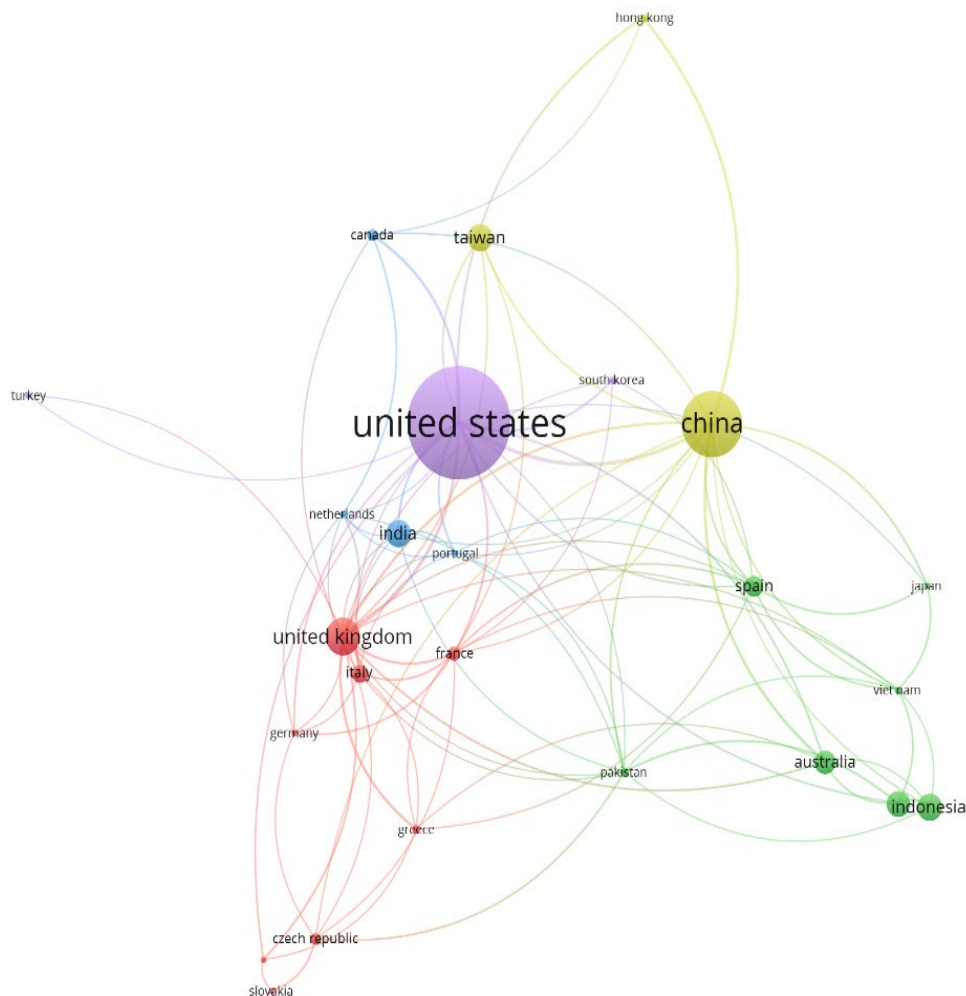 hong kong
canada
taiwan
turkey
south korea
united states
china
netherlands
india
portugal
spain
japan
united kingdom
france
italy
viet nam
germany
australia
pakistan
indonesia
greece
czech republic
slovakia